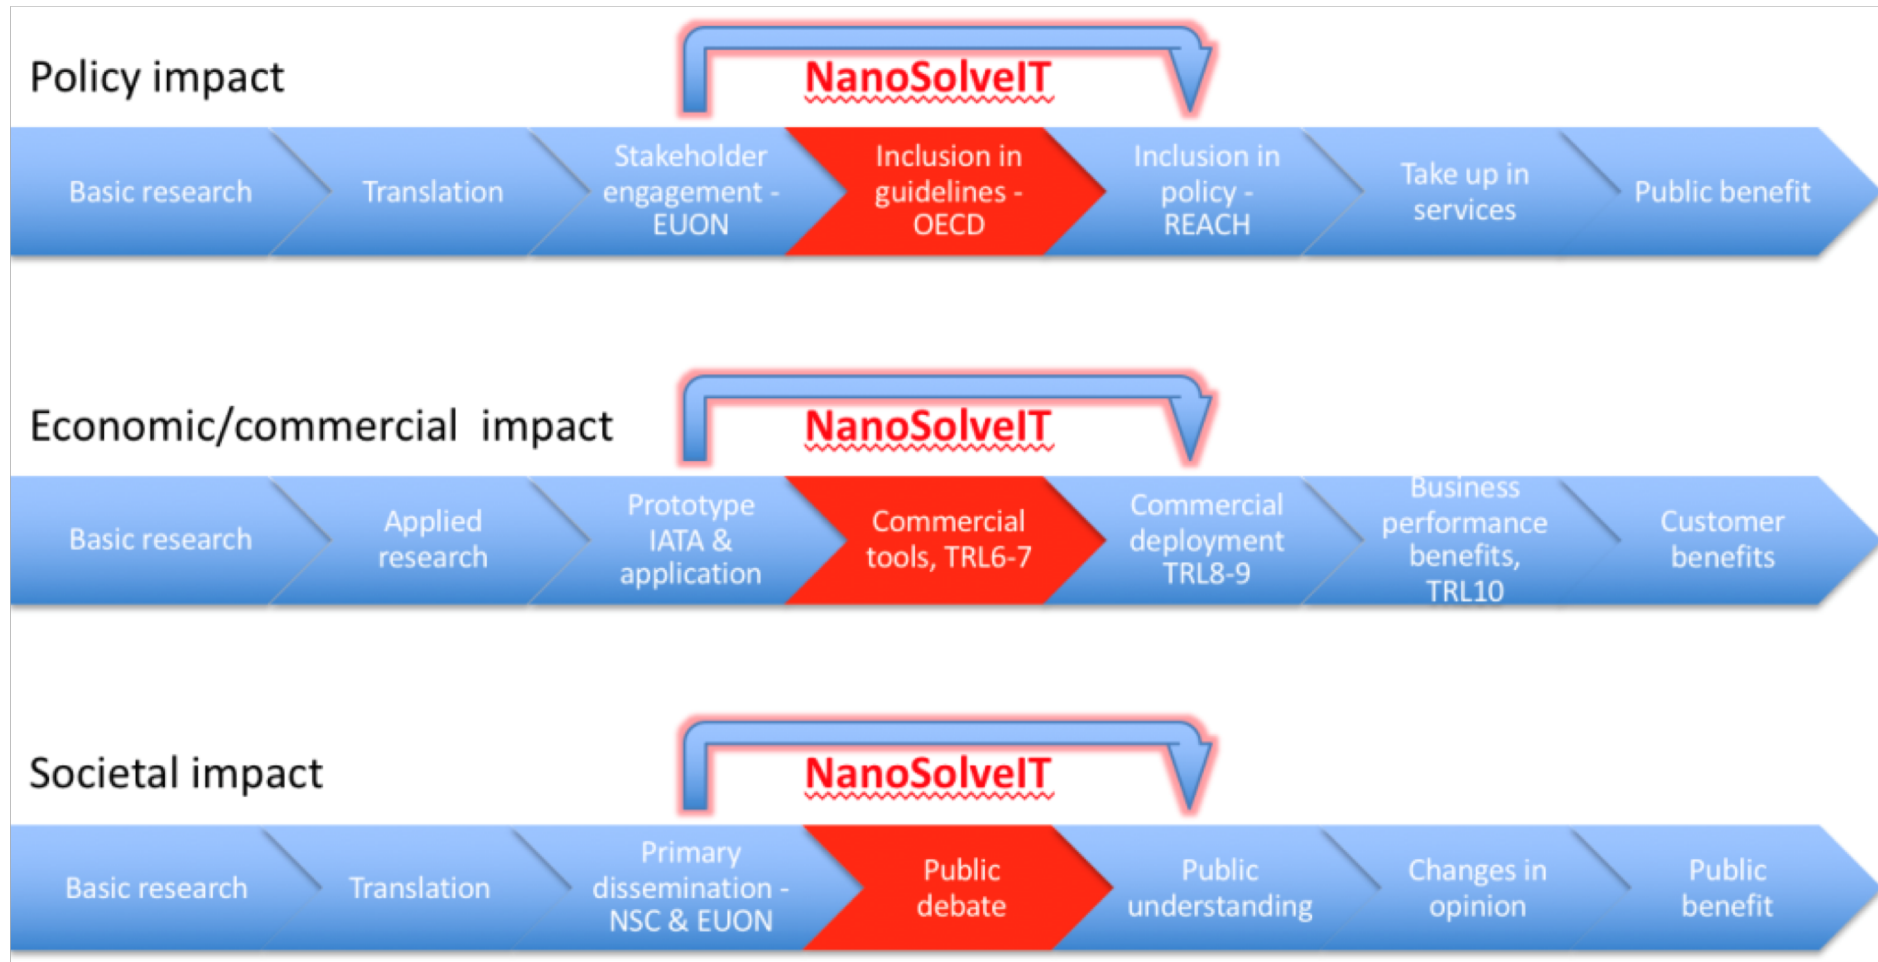 Policy impact
NanoSolveIT
Basic research
Translation
Stakeholder
engagement -
EUON
Inclusion in
guidelines -
OECD
Inclusion in
policy -
REACH
Take up in
services
Public benefit
Economic/commercial  impact
NanoSolveIT
Basic research
Applied
research
Prototype
IATA &
application
Commercial
tools, TRL6-7
Commercial
deployment
TRL8-9
Business
performance
benefits,
TRL10
Customer
benefits
Societal impact
NanoSolveIT
Basic research
Translation
Primary
dissemination -
NSC & EUON
Public
debate
Public
understanding
Changes in
opinion
Public
benefit